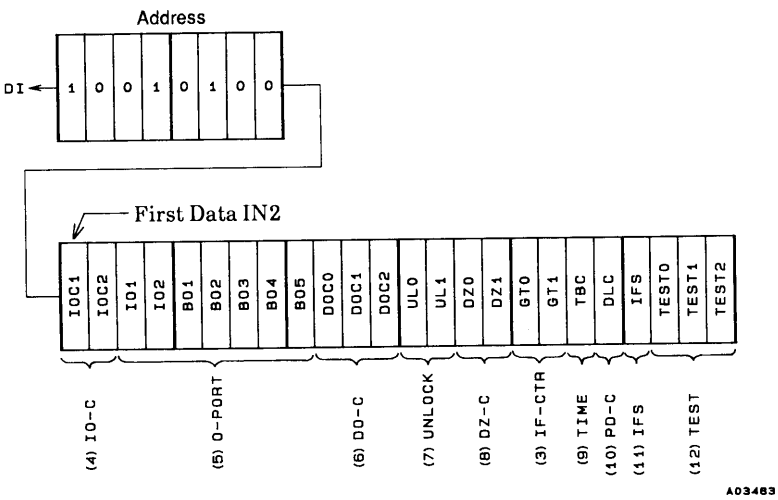 Address
DI 1 0 0 1 0 1 0 0
First Data IN2
IOC1 IOC2 IO1 IO2 BO1 BO2 BO3 BO4 BO5 DOC0 DOC1 DOC2 UL0 UL1 DZ0 DZ1 GT0 GT1 TBC DLC IFS TEST0 TEST1 TEST2
(4) IO-C (5) O-PORT (6) DO-C (7) UNLOCK (8) DZ-C (3) IF-CTR (9) TIME (10) PD-C (11) IFS (12) TEST
A03463